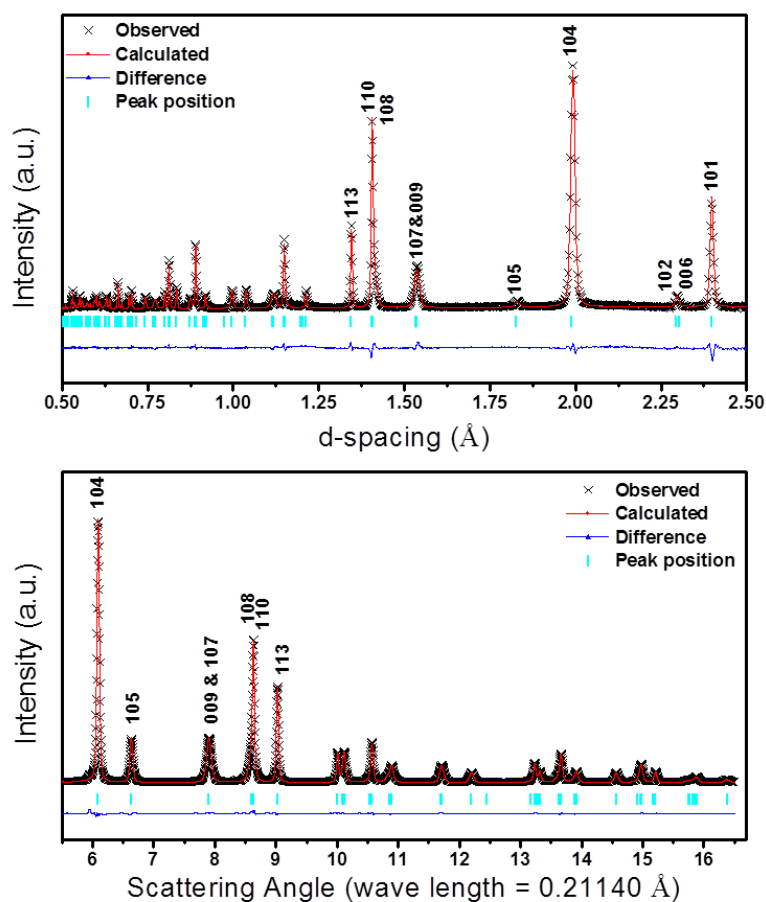 Observed
Calculated
Difference
Peak position
104
110
108
101
113
107&009
105
102
006
Intensity (a.u.)
0.50 0.75 1.00 1.25 1.50 1.75 2.00 2.25 2.50
d-spacing (Å)
104
Observed
Calculated
Difference
Peak position
108
110
113
105
009 & 107
Intensity (a.u.)
6 7 8 9 10 11 12 13 14 15 16
Scattering Angle (wave length = 0.21140 Å)